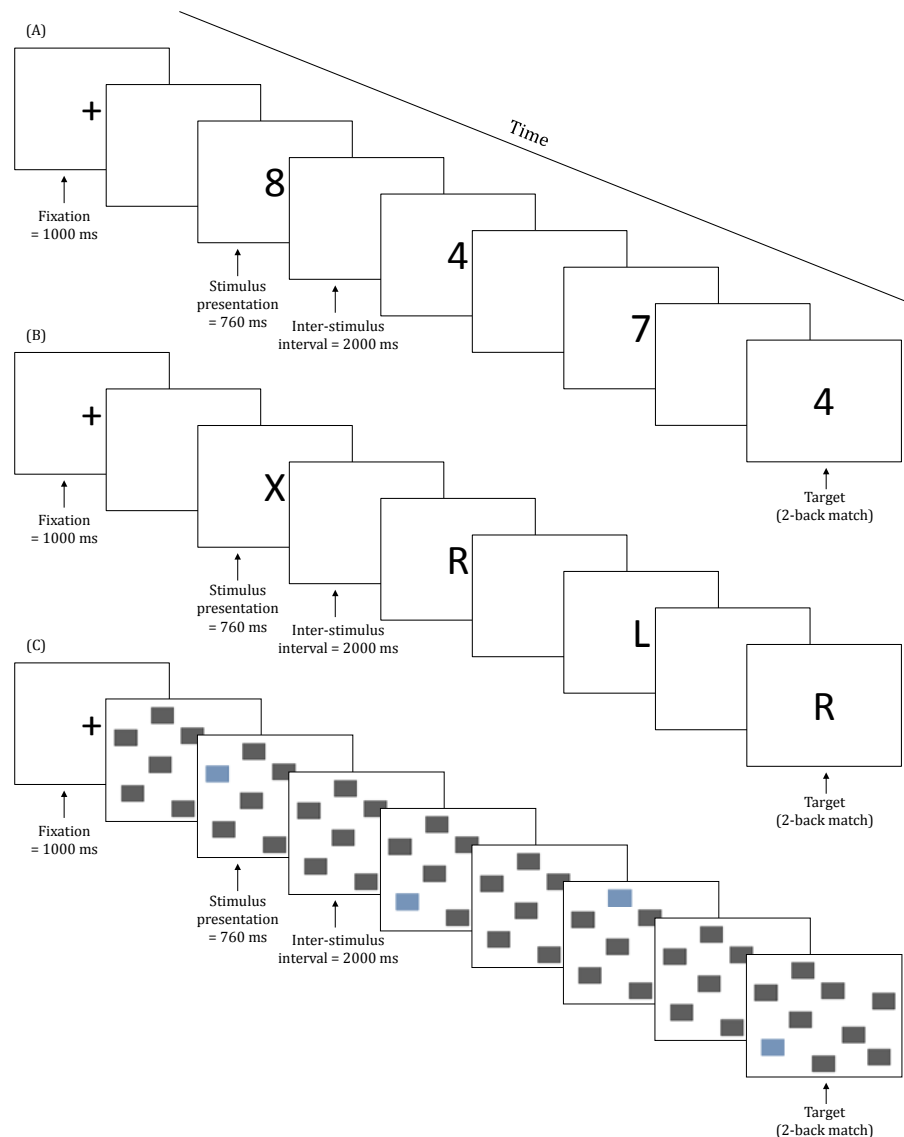 (A)
Time
+
8
4
7
4
Fixation
= 1000 ms
Stimulus
presentation
= 760 ms
Inter-stimulus
interval = 2000 ms
Target
(2-back match)
(B)
+
X
R
L
R
Fixation
= 1000 ms
Stimulus
presentation
= 760 ms
Inter-stimulus
interval = 2000 ms
Target
(2-back match)
(C)
+
Fixation
= 1000 ms
Stimulus
presentation
= 760 ms
Inter-stimulus
interval = 2000 ms
Target
(2-back match)